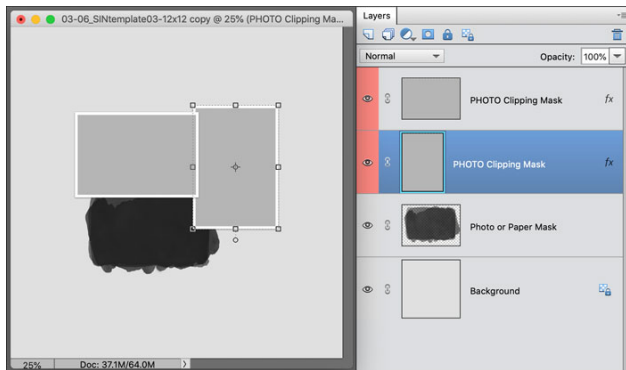 03-06_SINtemplate03-12x12 copy @ 25% (PHOTO Clipping Ma...
Layers
Normal
Opacity: 100%
PHOTO Clipping Mask fx
PHOTO Clipping Mask fx
Photo or Paper Mask
Background
25% Doc: 37.1M/64.0M